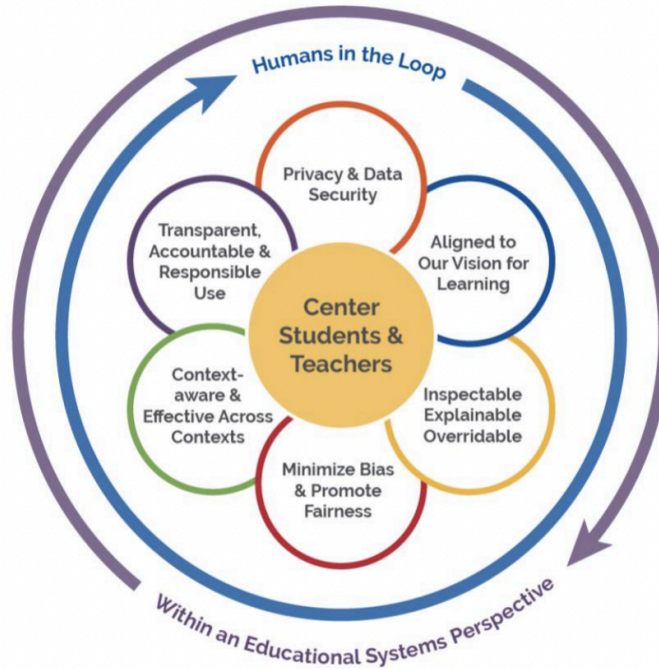 Humans in the Loop
Privacy & Data
Security
Transparent,
Accountable &
Responsible
Use
Aligned to
Our Vision for
Learning
Center
Students &
Teachers
Context-
aware &
Effective Across
Contexts
Inspectable
Explainable
Overridable
Minimize Bias
& Promote
Fairness
Within an Educational Systems Perspective